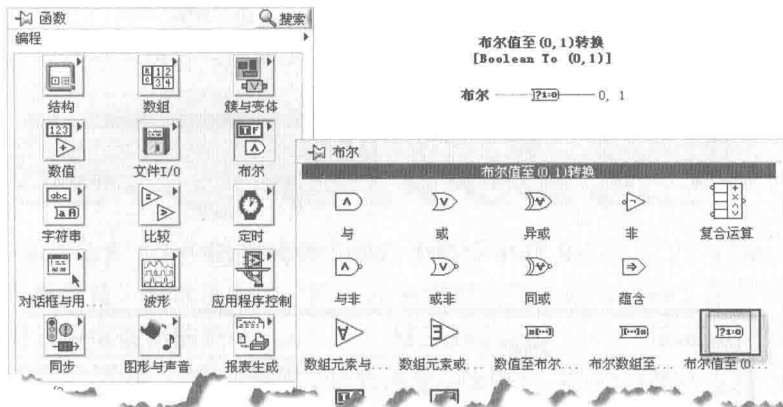 函数
搜索
编程
结构
数组
簇与变体
数值
文件I/O
布尔
字符串
比较
定时
对话框与用...
波形
应用程序控制
同步
图形与声音
报表生成
布尔值至(0,1)转换
[Boolean To (0,1)]
布尔
?1:0
0, 1
布尔
布尔值至(0,1)转换
与
或
异或
非
复合运算
与非
或非
同或
蕴含
数组元素与...
数组元素或...
数值至布尔...
布尔数组至...
布尔值至(0...